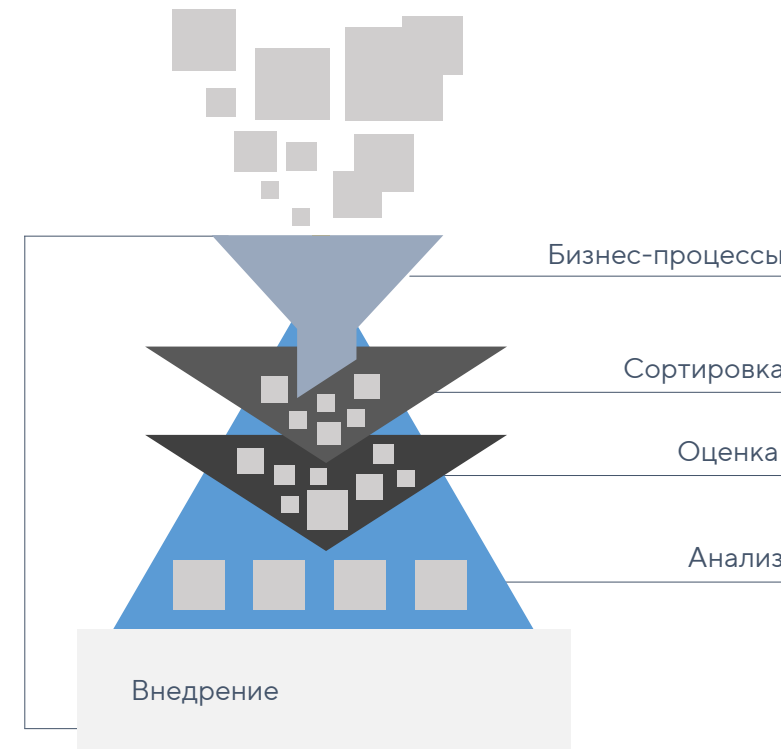 Бизнес-процессы
Сортировка
Оценка
Анализ
Внедрение